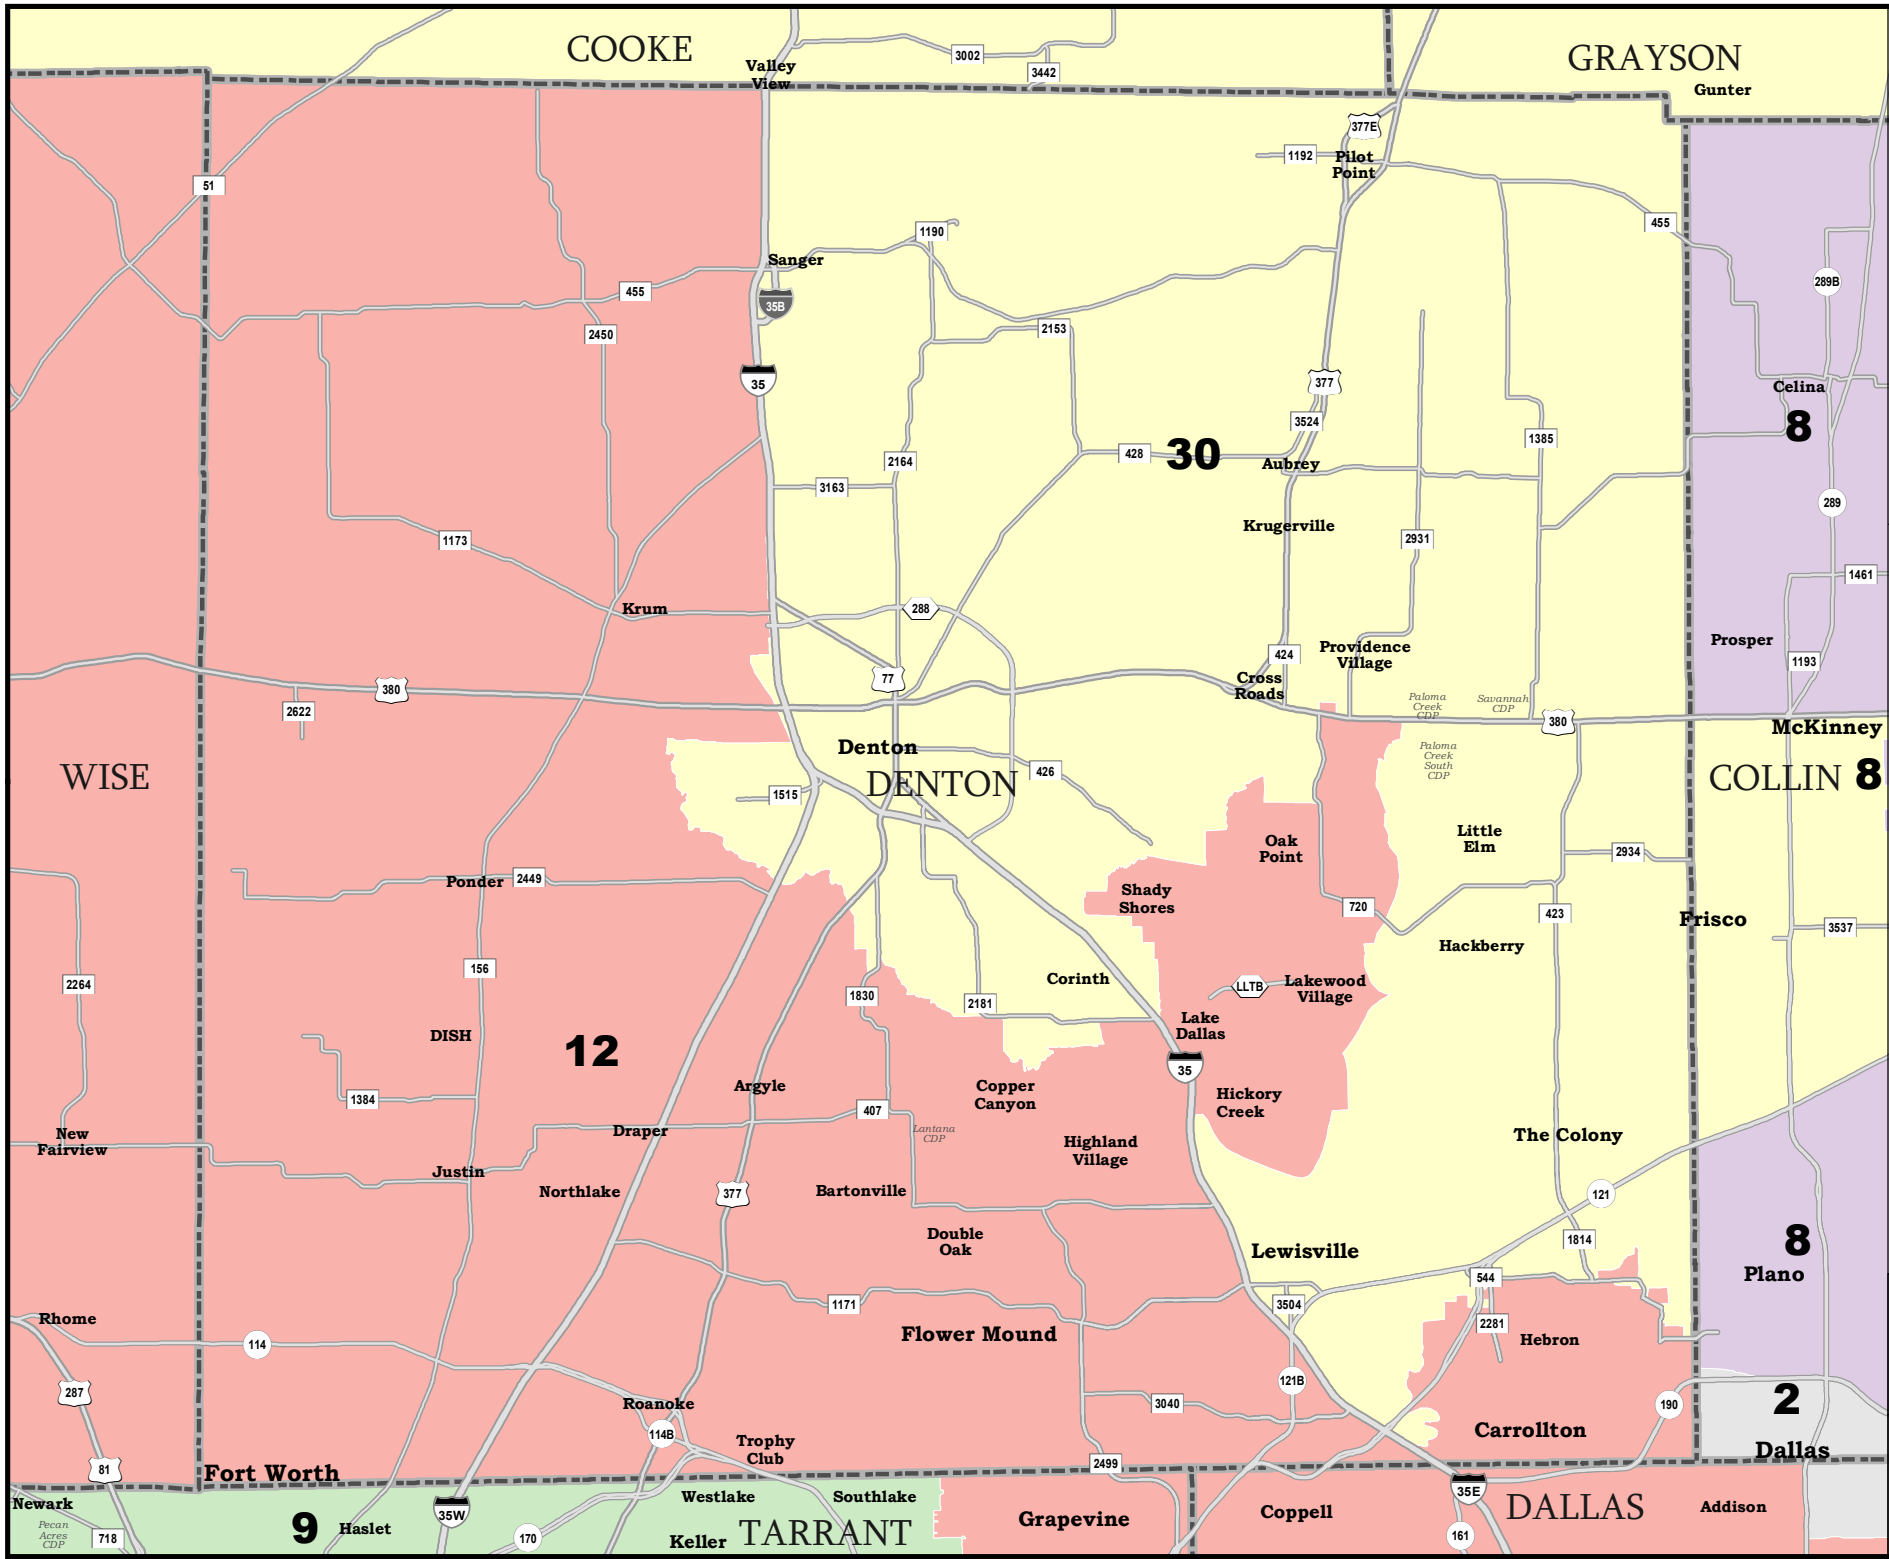 COOKE
GRAYSON
Valley
View
3002
3442
Gunter
377E
1192
Pilot
Point
51
455
1190
Sanger
289B
455
35B
2450
2153
35
377
Celina
3524
8
1385
2164
428
30
Aubrey
3163
289
Krugerville
1173
2931
1461
Krum
288
Prosper
424
Providence
Village
1193
77
Cross
Roads
380
2622
Paloma
Creek
CDP
Savannah
CDP
380
McKinney
Denton
Paloma
Creek
South
CDP
WISE
DENTON
426
COLLIN
8
1515
Oak
Point
Little
Elm
2934
Ponder
2449
Shady
Shores
720
423
Frisco
3537
Hackberry
156
Corinth
2264
1830
2181
LLTB
Lakewood
Village
DISH
Lake
Dallas
12
35
Argyle
Copper
Canyon
Hickory
Creek
1384
407
New
Fairview
Draper
Lantana
CDP
Highland
Village
The Colony
Justin
Northlake
377
Bartonville
121
Double
Oak
1814
8
Lewisville
Plano
544
1171
3504
Rhome
2281
114
Flower Mound
Hebron
287
121B
Roanoke
3040
190
2
114B
Carrollton
Trophy
Club
Dallas
81
Fort Worth
2499
35E
Newark
35W
Westlake
Southlake
DALLAS
Addison
Pecan
Acres
CDP
718
9
Haslet
170
Keller
TARRANT
Grapevine
Coppell
161